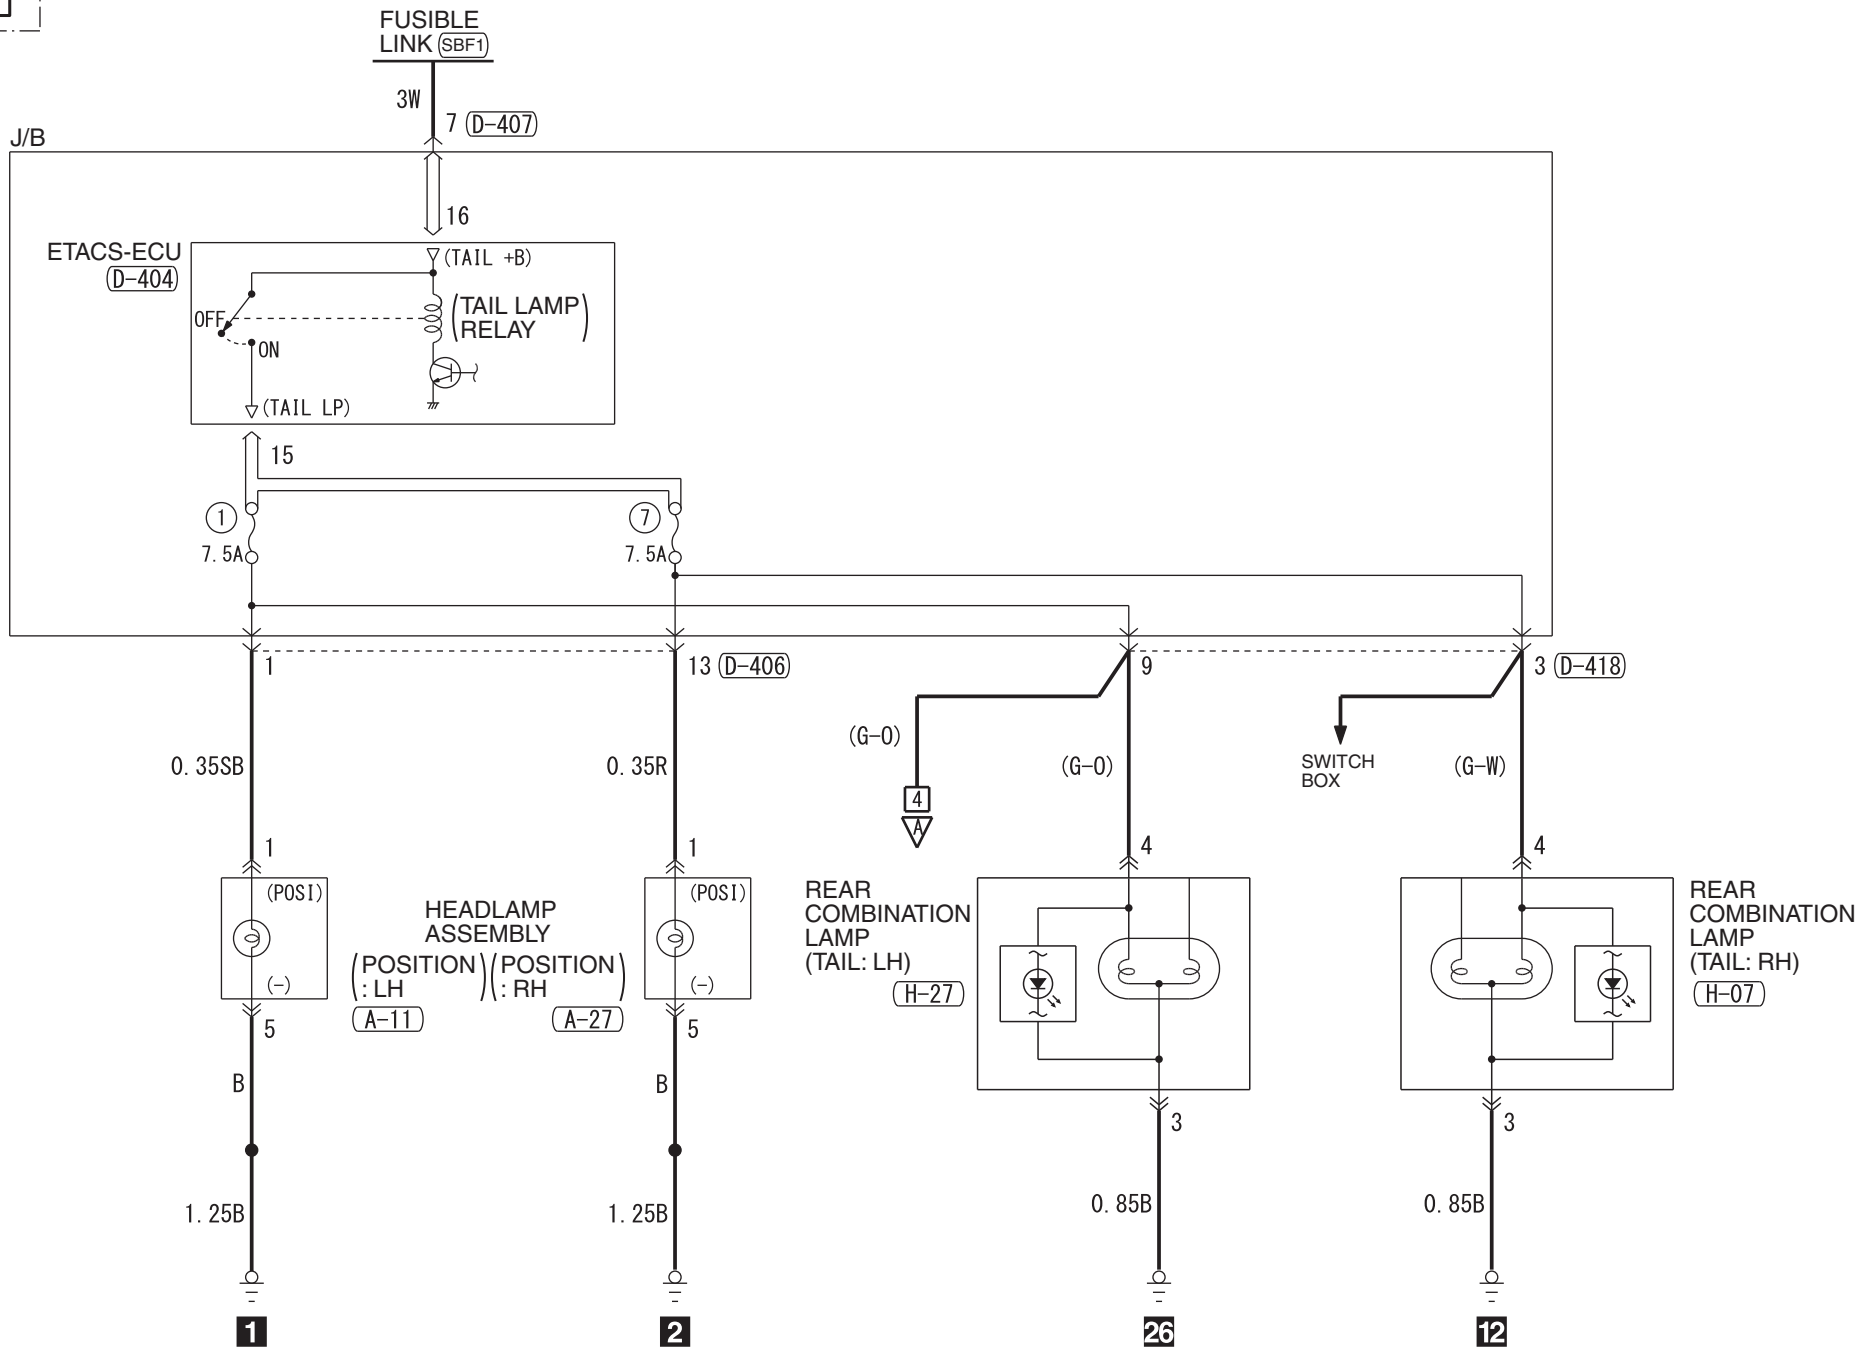 FUSIBLE
LINK SBF1
3W
7 D-407
J/B
16
ETACS-ECU
D-404
(TAIL +B)
OFF
(TAIL LAMP
RELAY)
ON
(TAIL LP)
15
1
7
7.5A
7.5A
1
13 D-406
9
3 D-418
(G-O)
0.35SB
0.35R
(G-O)
SWITCH
BOX
(G-W)
4
A
1
1
4
4
(POSI)
(-)
HEADLAMP
ASSEMBLY
(POSITION
: LH)
(POSITION
: RH)
A-11
A-27
(POSI)
(-)
REAR
COMBINATION
LAMP
(TAIL: LH)
H-27
REAR
COMBINATION
LAMP
(TAIL: RH)
H-07
5
5
B
B
3
3
1.25B
1.25B
0.85B
0.85B
1
2
26
12